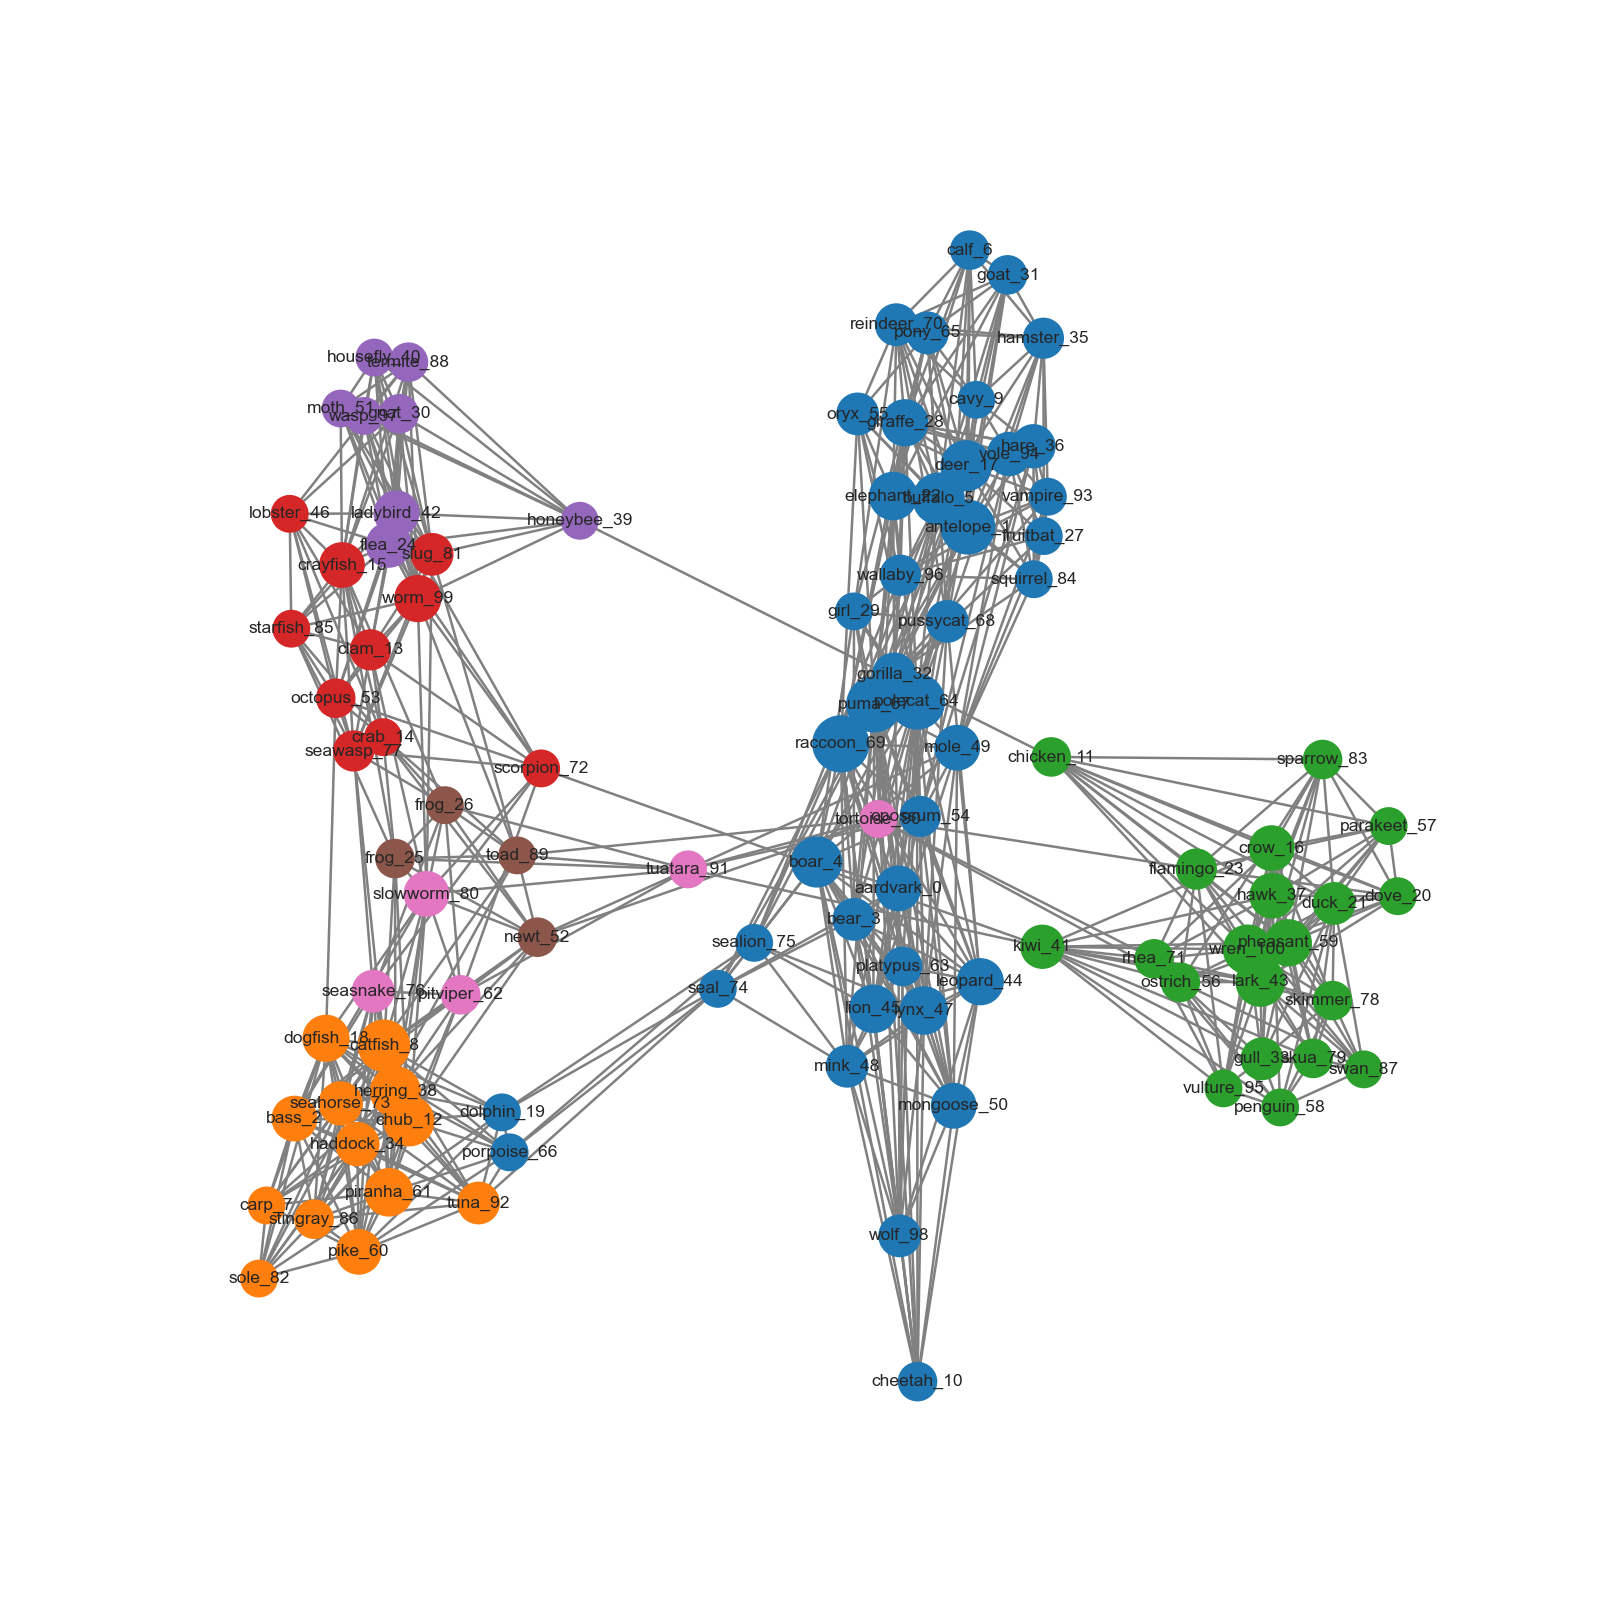 calf_6
goat_31
reindeer_70
pony_65
hamster_35
housefly_40
termite_88
cavy_9
moth_51
wasp_97
gnat_30
oryx_55
giraffe_28
hare_36
vole_94
deer_17
elephant_22
buffalo_5
vampire_93
lobster_46
ladybird_42
honeybee_39
antelope_1
fruitbat_27
flea_24
slug_81
crayfish_15
wallaby_96
squirrel_84
worm_99
girl_29
pussycat_68
starfish_85
clam_13
gorilla_32
octopus_53
puma_67
polecat_64
crab_14
seawasp_77
raccoon_69
mole_49
chicken_11
sparrow_83
scorpion_72
frog_26
tortoise_90
opossum_54
parakeet_57
frog_25
toad_89
tuatara_91
boar_4
crow_16
flamingo_23
slowworm_80
aardvark_0
hawk_37
duck_21
dove_20
bear_3
newt_52
sealion_75
kiwi_41
wren_100
pheasant_59
rhea_71
platypus_63
seasnake_76
pitviper_62
seal_74
leopard_44
ostrich_56
lark_43
skimmer_78
lion_45
lynx_47
dogfish_18
catfish_8
gull_33
skua_79
swan_87
mink_48
vulture_95
herring_38
seahorse_73
bass_2
chub_12
dolphin_19
mongoose_50
penguin_58
haddock_34
porpoise_66
piranha_61
carp_7
stingray_86
tuna_92
pike_60
wolf_98
sole_82
cheetah_10